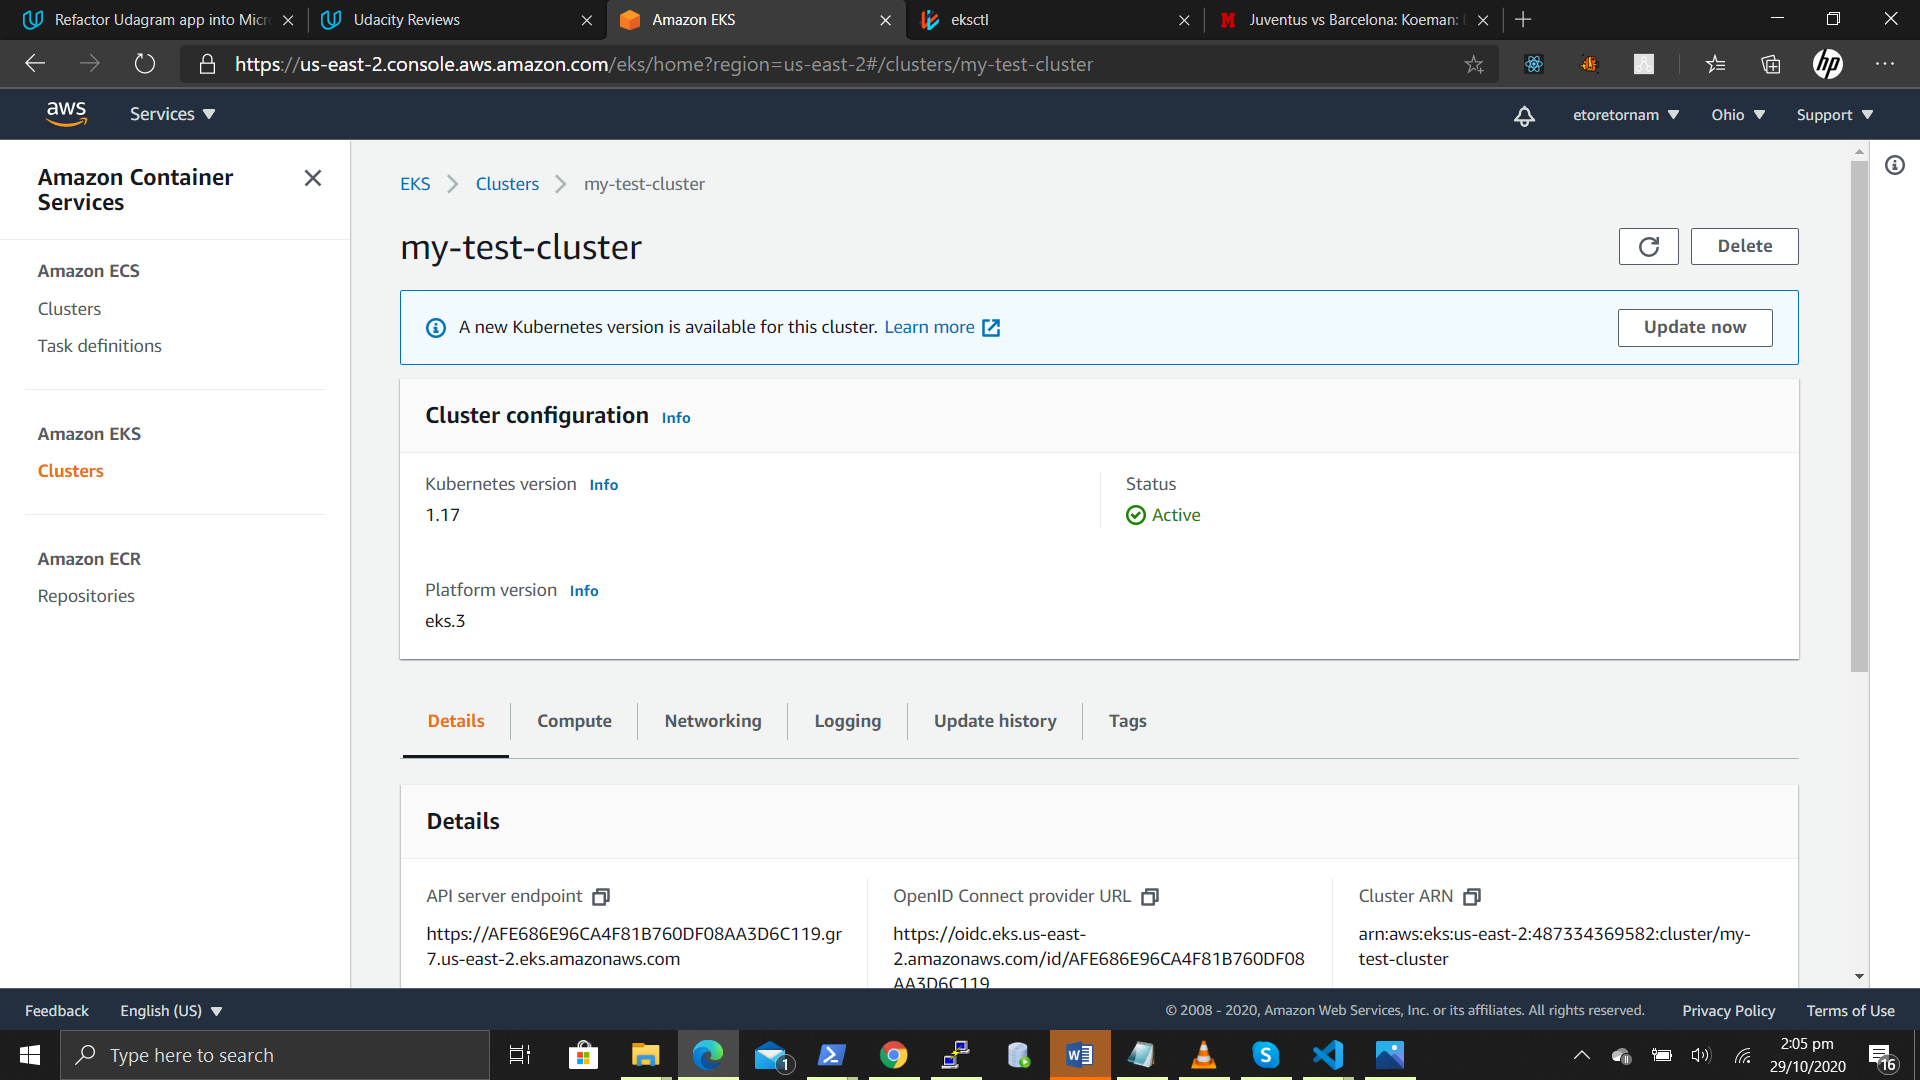 Refactor Udagram app into Micr
Udacity Reviews
Amazon EKS
eksctl
Juventus vs Barcelona: Koeman:
https://us-east-2.console.aws.amazon.com/eks/home?region=us-east-2#/clusters/my-test-cluster
hp
aws
Services
etoretornam
Ohio
Support
Amazon Container
Services
Amazon ECS
Clusters
Task definitions
Amazon EKS
Clusters
Amazon ECR
Repositories
EKS
Clusters
my-test-cluster
my-test-cluster
Delete
A new Kubernetes version is available for this cluster. Learn more
Update now
Cluster configuration Info
Kubernetes version Info
1.17
Status
Active
Platform version Info
eks.3
Details
Compute
Networking
Logging
Update history
Tags
Details
API server endpoint
https://AFE686E96CA4F81B760DF08AA3D6C119.gr
7.us-east-2.eks.amazonaws.com
OpenID Connect provider URL
https://oidc.eks.us-east-
2.amazonaws.com/id/AFE686E96CA4F81B760DF08
AA3D6C119
Cluster ARN
arn:aws:eks:us-east-2:487334369582:cluster/my-
test-cluster
Feedback
English (US)
© 2008 - 2020, Amazon Web Services, Inc. or its affiliates. All rights reserved.
Privacy Policy
Terms of Use
Type here to search
1
2:05 pm
29/10/2020
16